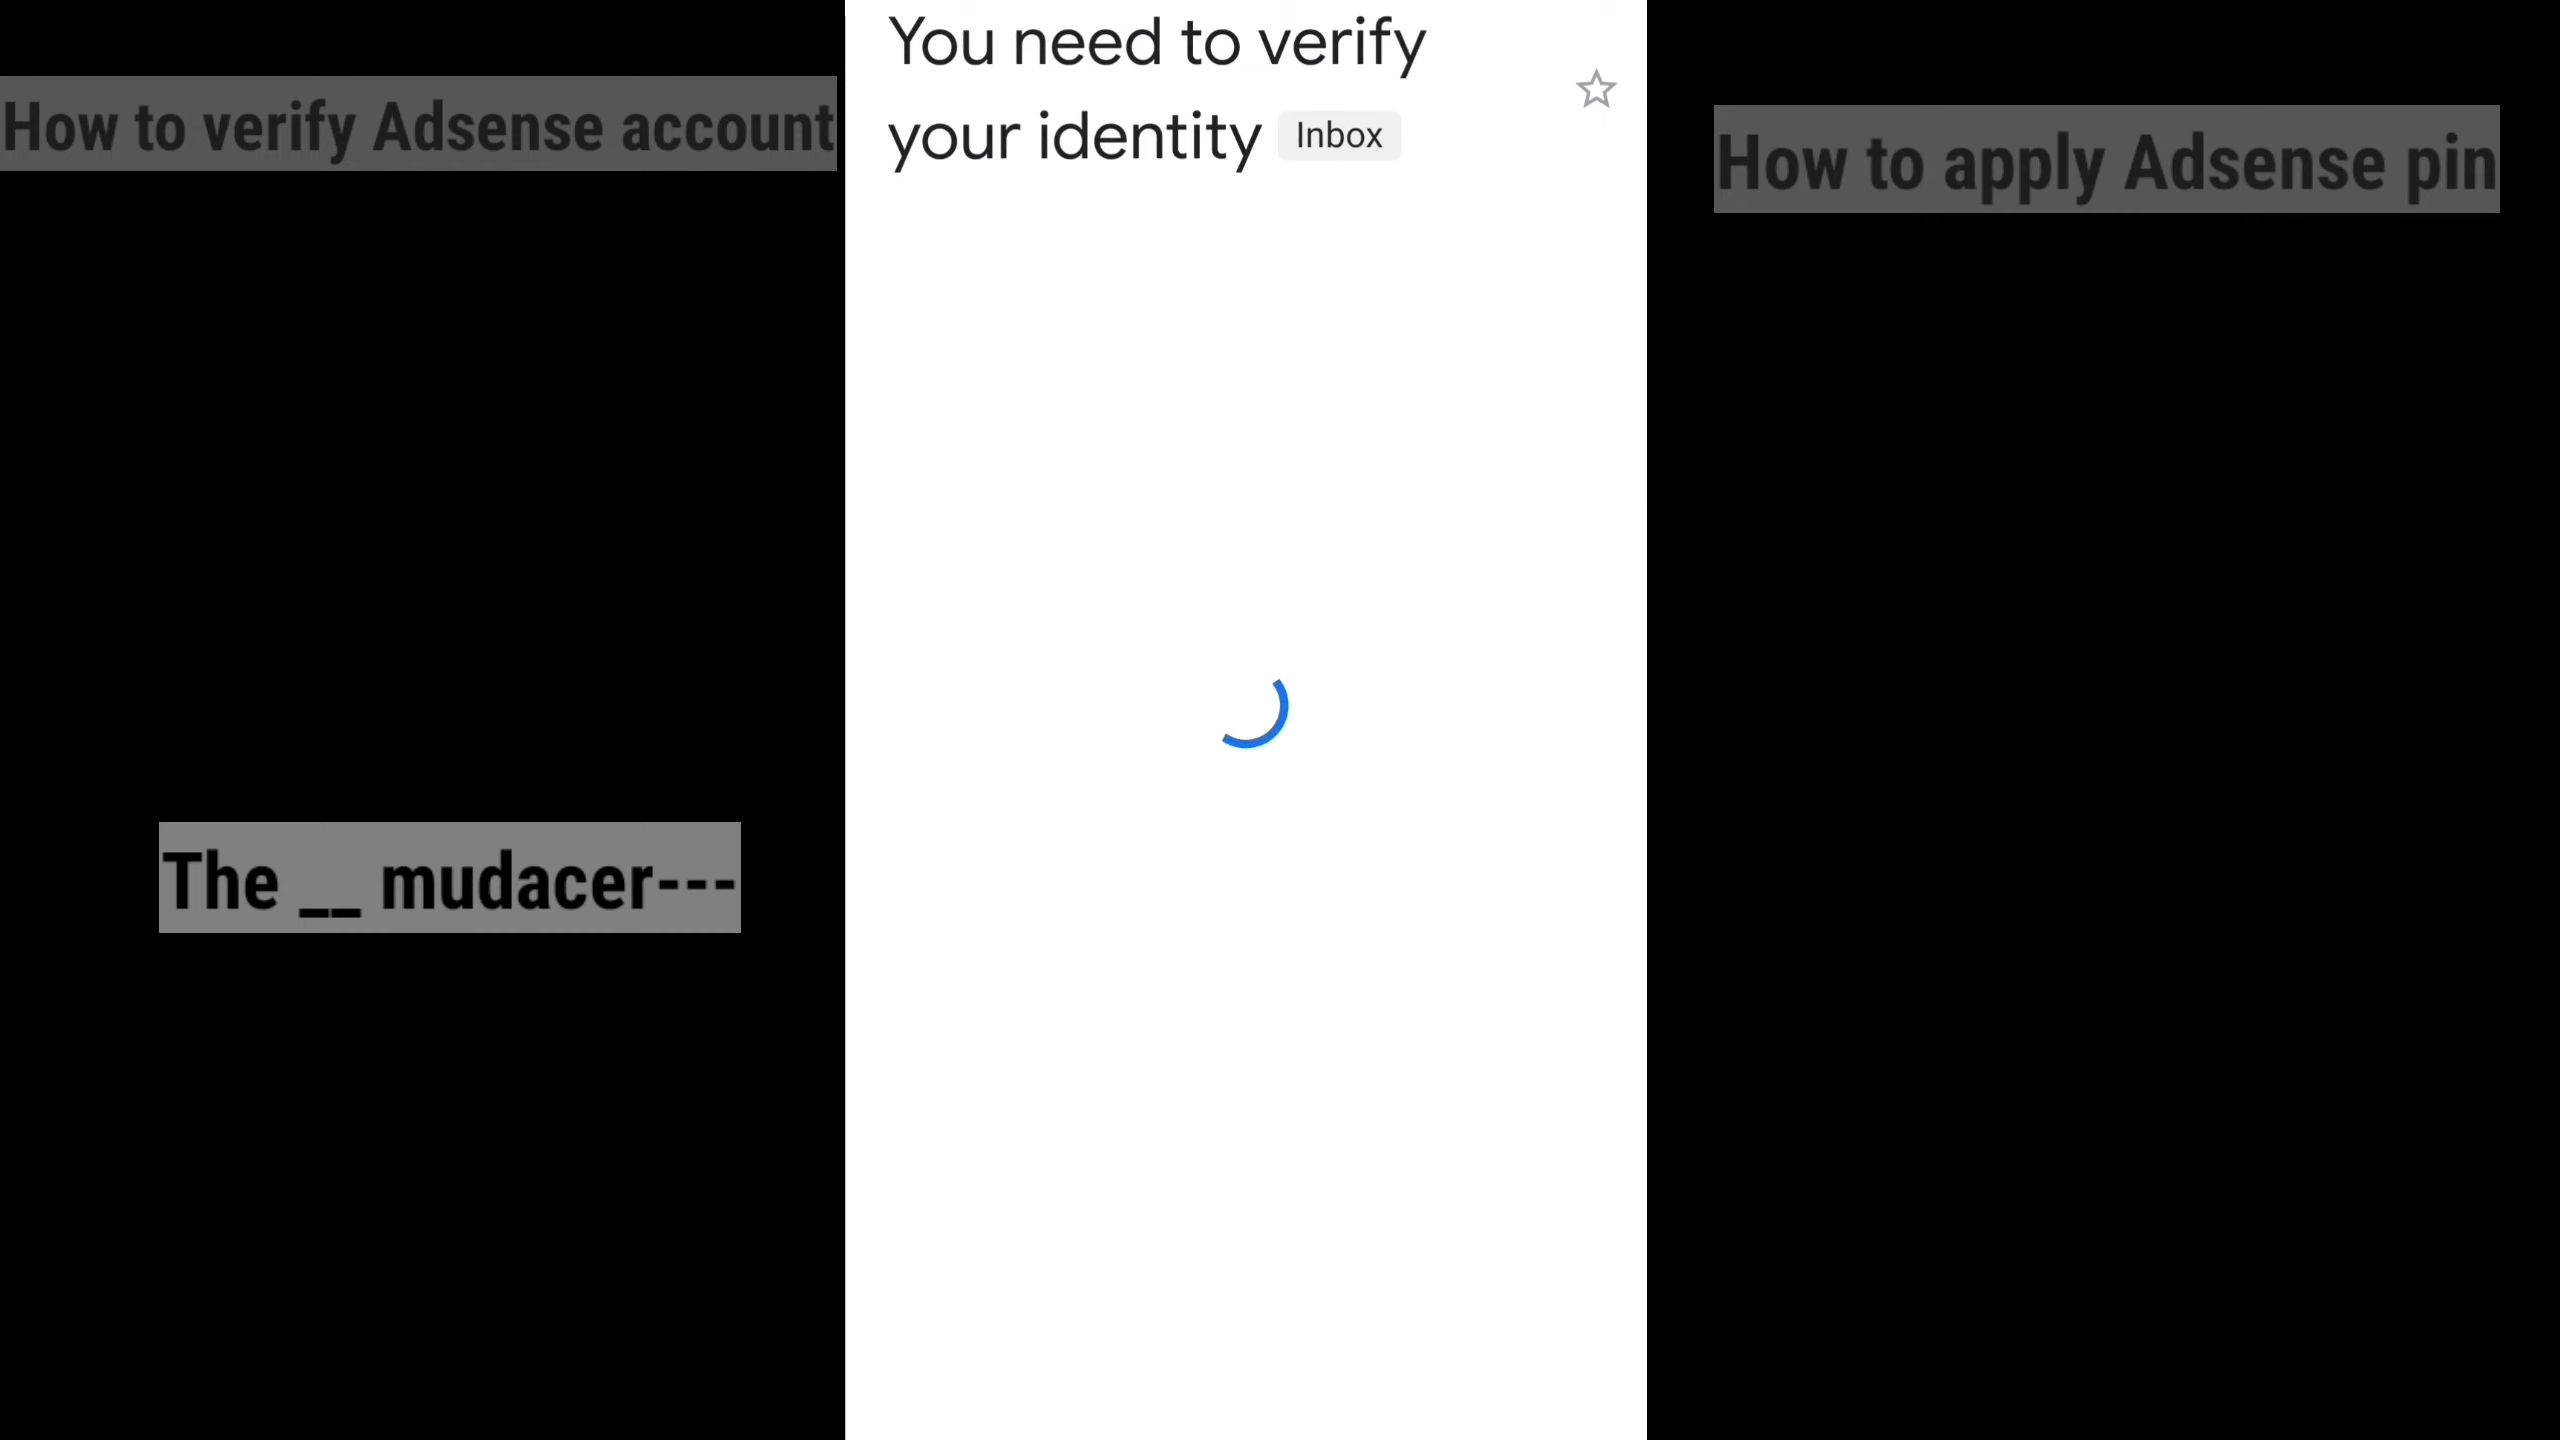 How to verify Adsense account
You need to verify
your identity Inbox
How to apply Adsense pin
The __ mudacer---